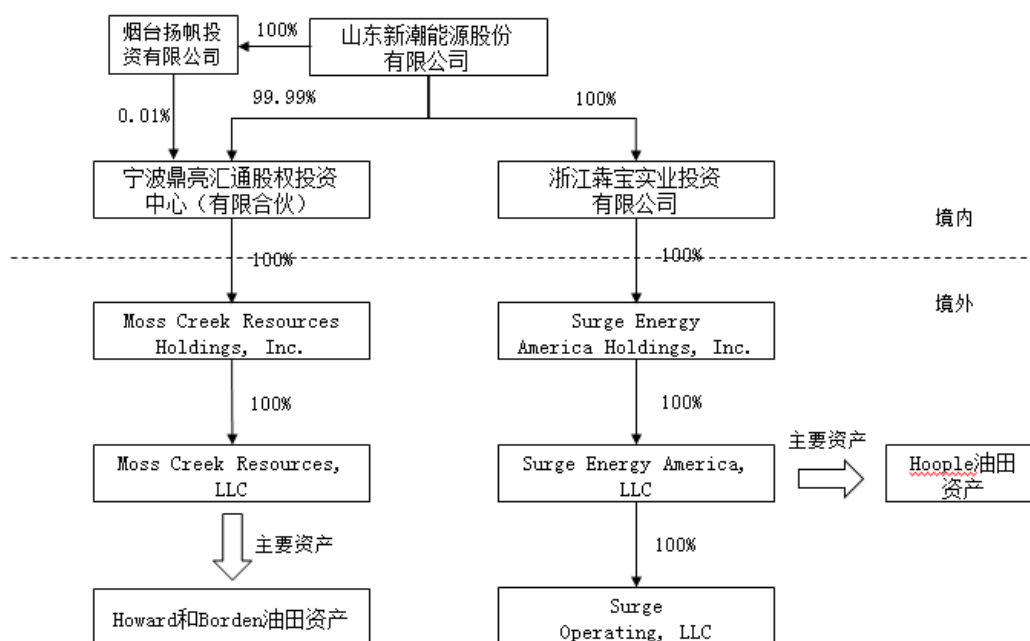 烟台扬帆投
资有限公司
100%
山东新潮能源股份
有限公司
99.99%
100%
0.01%
宁波鼎亮汇通股权投资
中心（有限合伙）
浙江犇宝实业投资
有限公司
境内
100%
100%
境外
Moss Creek Resources
Holdings, Inc.
Surge Energy
America Holdings, Inc.
100%
100%
主要资产
Moss Creek Resources,
LLC
Surge Energy America,
LLC
Hoople油田
资产
主要资产
100%
Howard和Borden油田资产
Surge
Operating, LLC